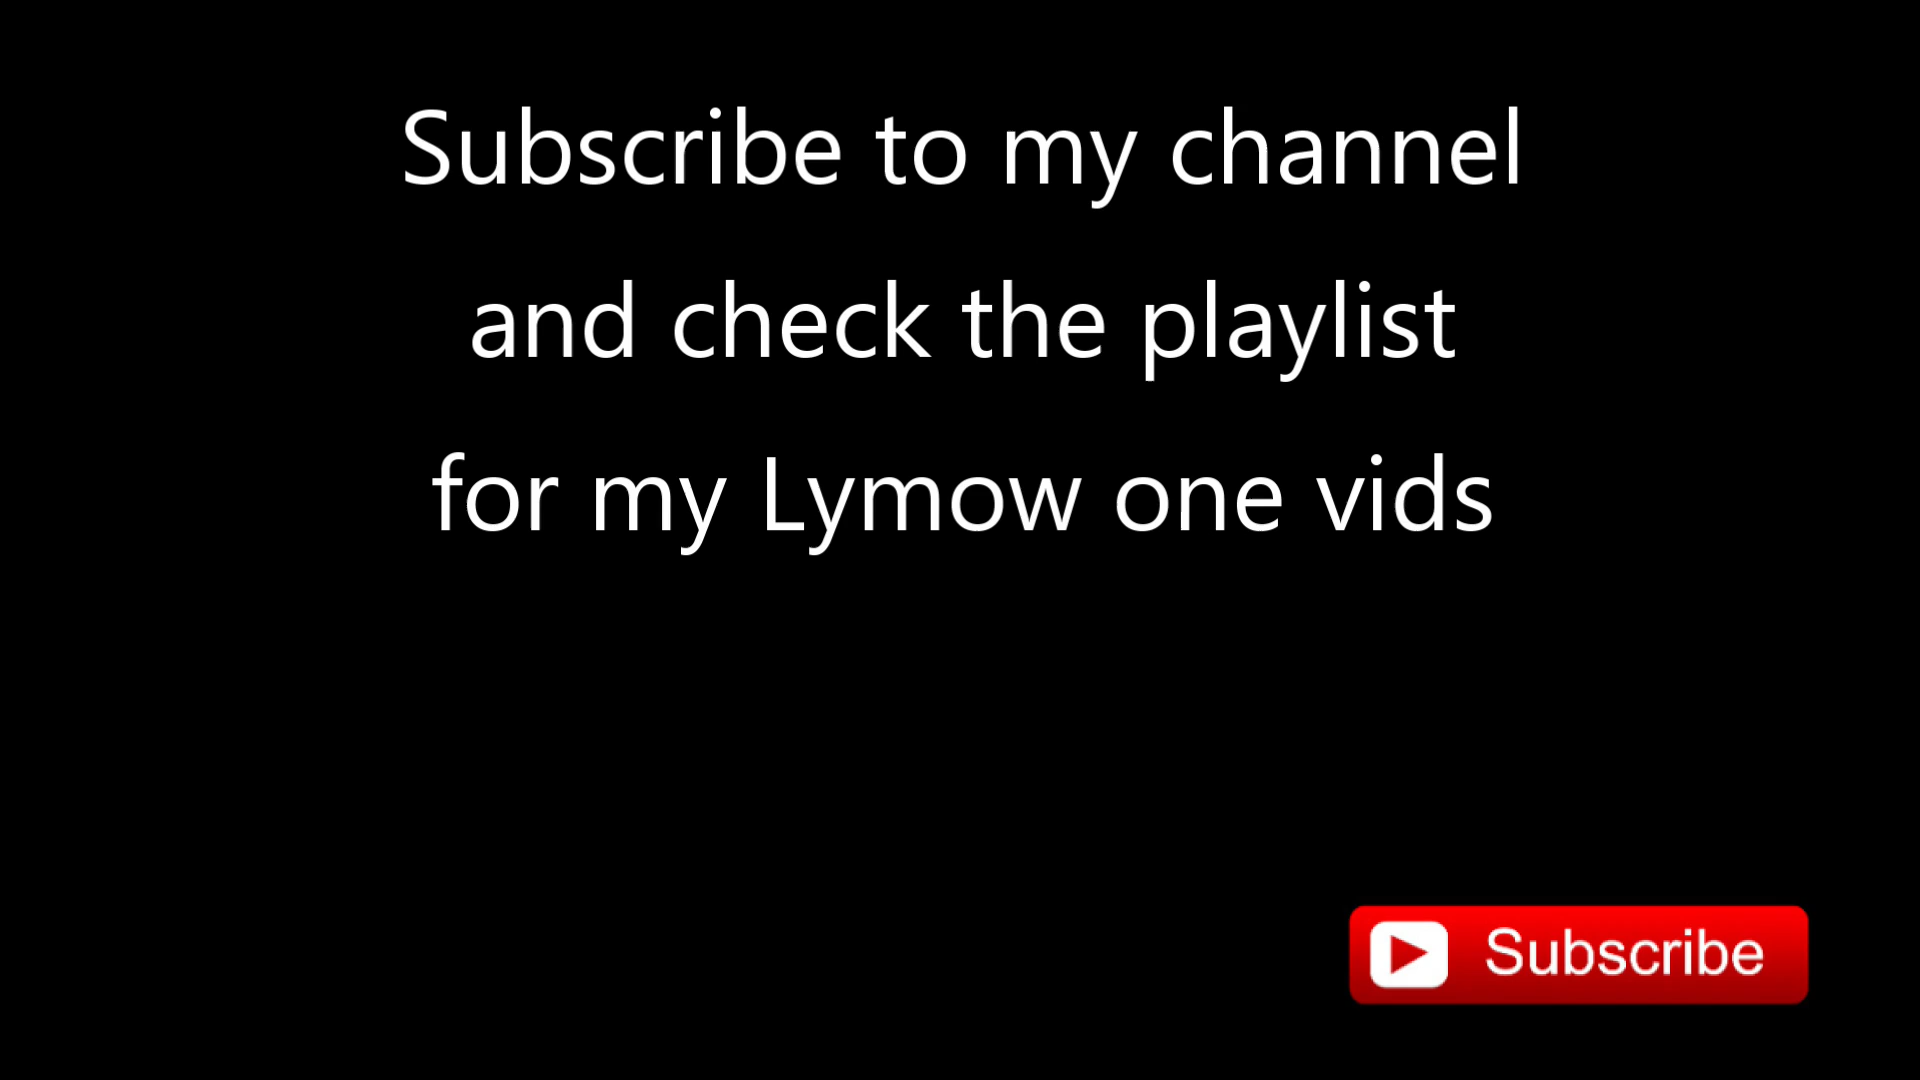 Subscribe to my channel
and check the playlist
for my Lymow one vids
Subscribe